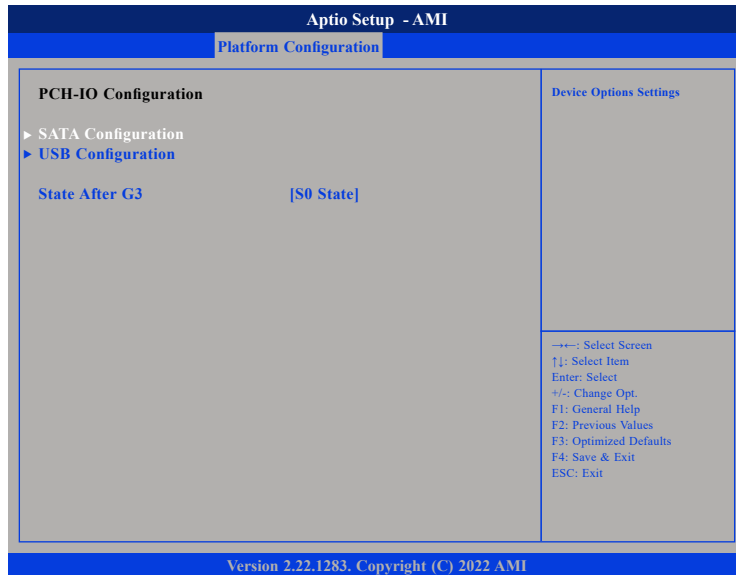 Aptio Setup - AMI
Platform Configuration
PCH-IO Configuration
▶ SATA Configuration
▶ USB Configuration
State After G3 [S0 State]
Device Options Settings
→←: Select Screen
↑↓: Select Item
Enter: Select
+/-: Change Opt.
F1: General Help
F2: Previous Values
F3: Optimized Defaults
F4: Save & Exit
ESC: Exit
Version 2.22.1283. Copyright (C) 2022 AMI